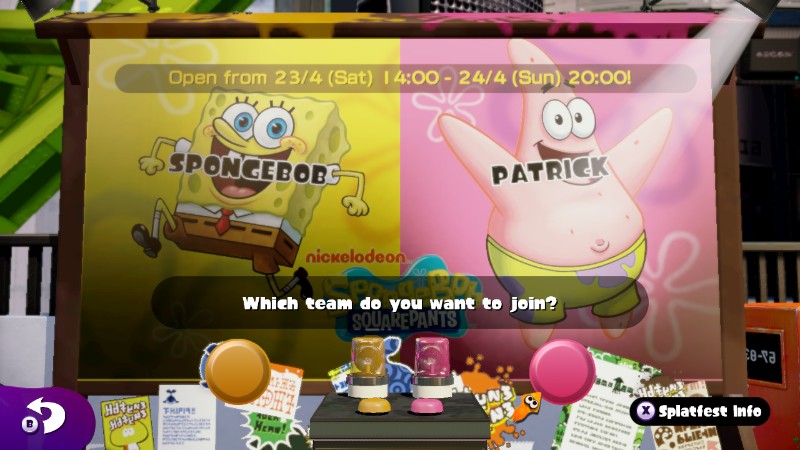 Open from 23/4 (Sat) 14:00 - 24/4 (Sun) 20:00!
SPONGEBOB
PATRICK
nickelodeon
SpongeBob
SQUAREPANTS
Which team do you want to join?
B
X Splatfest Info